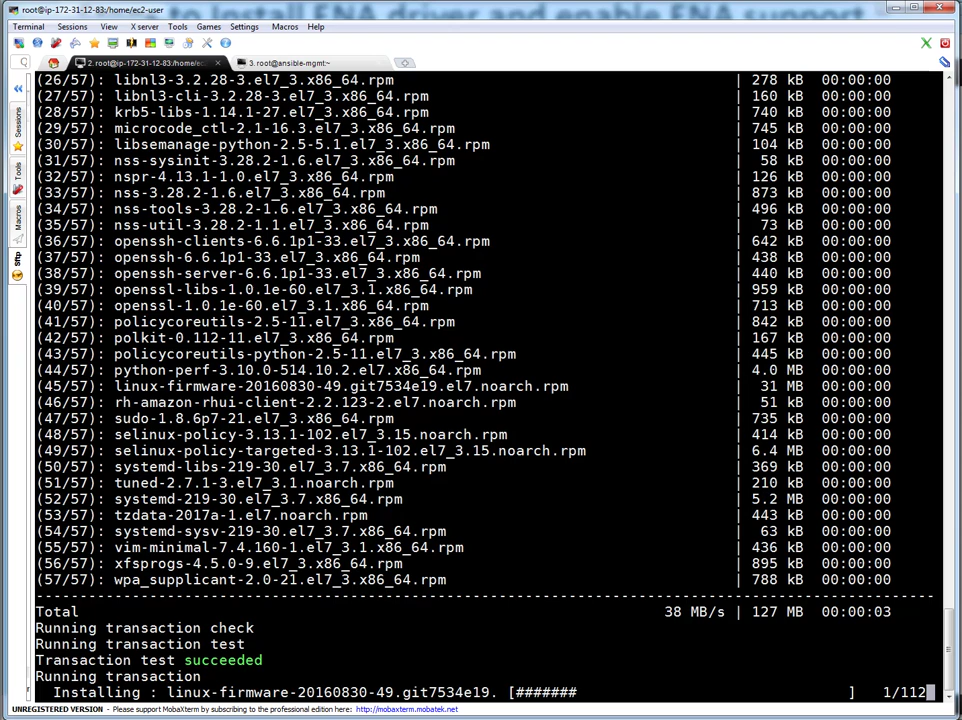 root@ip-172-31-12-83:/home/ec2-user
to install ENA driver and enable ENA support
Terminal Sessions View X server Tools Games Settings Macros Help
2. root@ip-172-31-12-83:/home/ec
3. root@ansible-mgmt:~
Sessions
Tools
Macros
Sftp
(26/57): libnl3-3.2.28-3.el7_3.x86_64.rpm | 278 kB 00:00:00
(27/57): libnl3-cli-3.2.28-3.el7_3.x86_64.rpm | 160 kB 00:00:00
(28/57): krb5-libs-1.14.1-27.el7_3.x86_64.rpm | 740 kB 00:00:00
(29/57): microcode_ctl-2.1-16.3.el7_3.x86_64.rpm | 745 kB 00:00:00
(30/57): libsemanage-python-2.5-5.1.el7_3.x86_64.rpm | 104 kB 00:00:00
(31/57): nss-sysinit-3.28.2-1.6.el7_3.x86_64.rpm | 58 kB 00:00:00
(32/57): nspr-4.13.1-1.0.el7_3.x86_64.rpm | 126 kB 00:00:00
(33/57): nss-3.28.2-1.6.el7_3.x86_64.rpm | 873 kB 00:00:00
(34/57): nss-tools-3.28.2-1.6.el7_3.x86_64.rpm | 496 kB 00:00:00
(35/57): nss-util-3.28.2-1.1.el7_3.x86_64.rpm | 73 kB 00:00:00
(36/57): openssh-clients-6.6.1p1-33.el7_3.x86_64.rpm | 642 kB 00:00:00
(37/57): openssh-6.6.1p1-33.el7_3.x86_64.rpm | 438 kB 00:00:00
(38/57): openssh-server-6.6.1p1-33.el7_3.x86_64.rpm | 440 kB 00:00:00
(39/57): openssl-libs-1.0.1e-60.el7_3.1.x86_64.rpm | 959 kB 00:00:00
(40/57): openssl-1.0.1e-60.el7_3.1.x86_64.rpm | 713 kB 00:00:00
(41/57): policycoreutils-2.5-11.el7_3.x86_64.rpm | 842 kB 00:00:00
(42/57): polkit-0.112-11.el7_3.x86_64.rpm | 167 kB 00:00:00
(43/57): policycoreutils-python-2.5-11.el7_3.x86_64.rpm | 445 kB 00:00:00
(44/57): python-perf-3.10.0-514.10.2.el7.x86_64.rpm | 4.0 MB 00:00:00
(45/57): linux-firmware-20160830-49.git7534e19.el7.noarch.rpm | 31 MB 00:00:00
(46/57): rh-amazon-rhui-client-2.2.123-2.el7.noarch.rpm | 51 kB 00:00:00
(47/57): sudo-1.8.6p7-21.el7_3.x86_64.rpm | 735 kB 00:00:00
(48/57): selinux-policy-3.13.1-102.el7_3.15.noarch.rpm | 414 kB 00:00:00
(49/57): selinux-policy-targeted-3.13.1-102.el7_3.15.noarch.rpm | 6.4 MB 00:00:00
(50/57): systemd-libs-219-30.el7_3.7.x86_64.rpm | 369 kB 00:00:00
(51/57): tuned-2.7.1-3.el7_3.1.noarch.rpm | 210 kB 00:00:00
(52/57): systemd-219-30.el7_3.7.x86_64.rpm | 5.2 MB 00:00:00
(53/57): tzdata-2017a-1.el7.noarch.rpm | 443 kB 00:00:00
(54/57): systemd-sysv-219-30.el7_3.7.x86_64.rpm | 63 kB 00:00:00
(55/57): vim-minimal-7.4.160-1.el7_3.1.x86_64.rpm | 436 kB 00:00:00
(56/57): xfsprogs-4.5.0-9.el7_3.x86_64.rpm | 895 kB 00:00:00
(57/57): wpa_supplicant-2.0-21.el7_3.x86_64.rpm | 788 kB 00:00:00
--------------------------------------------------------------------------------
Total 38 MB/s | 127 MB 00:00:03
Running transaction check
Running transaction test
Transaction test succeeded
Running transaction
Installing : linux-firmware-20160830-49.git7534e19. [####### ] 1/112
UNREGISTERED VERSION - Please support MobaXterm by subscribing to the professional edition here: http://mobaxterm.mobatek.net